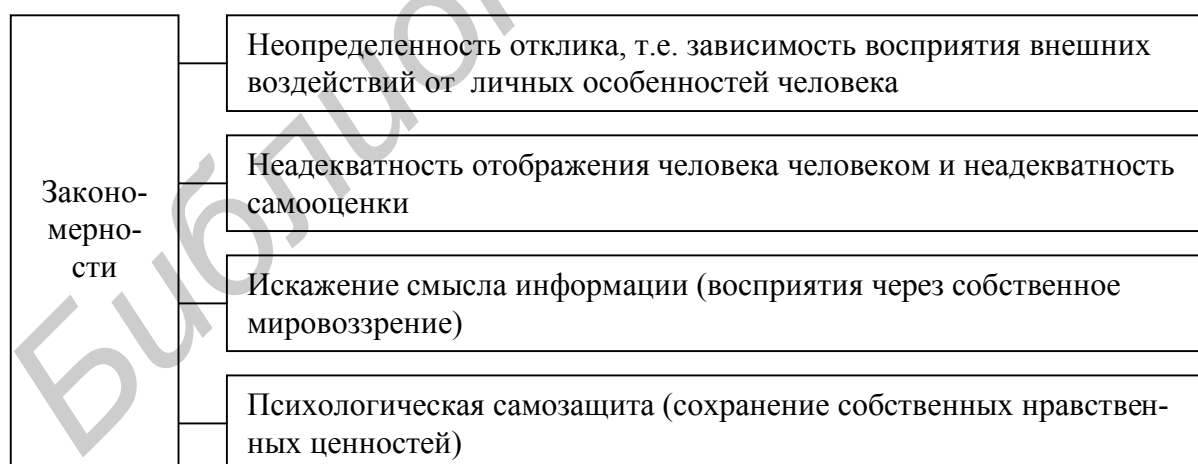 Неопределенность отклика, т.е. зависимость восприятия внешних
воздействий от личных особенностей человека
Неадекватность отображения человека человеком и неадекватность
самооценки
Законо-
мерно-
сти
Искажение смысла информации (восприятия через собственное
мировоззрение)
Психологическая самозащита (сохранение собственных нравствен-
ных ценностей)